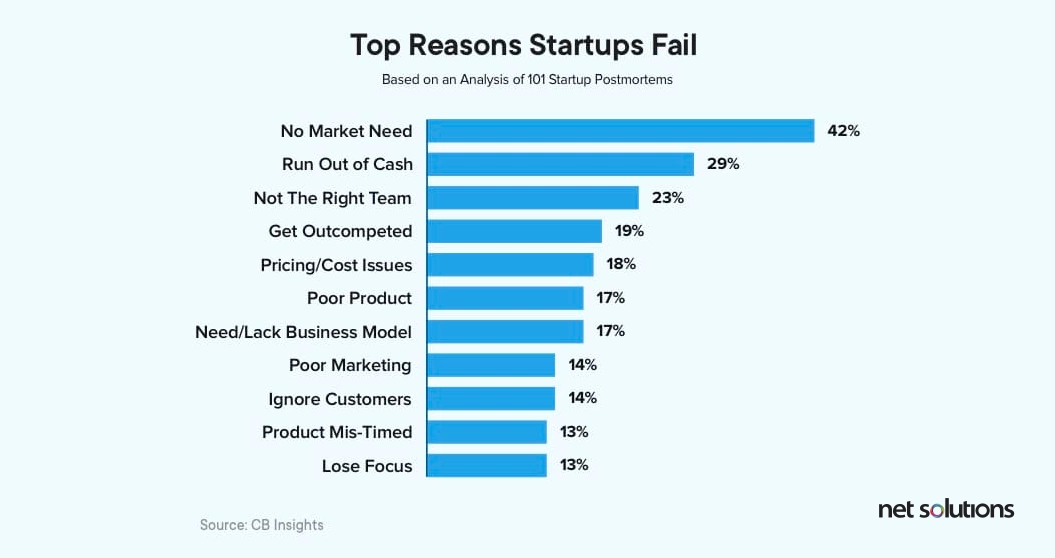 Top Reasons Startups Fail
Based on an Analysis of 101 Startup Postmortems
No Market Need 42%
Run Out of Cash 29%
Not The Right Team 23%
Get Outcompeted 19%
Pricing/Cost Issues 18%
Poor Product 17%
Need/Lack Business Model 17%
Poor Marketing 14%
Ignore Customers 14%
Product Mis-Timed 13%
Lose Focus 13%
Source: CB Insights
net solutions